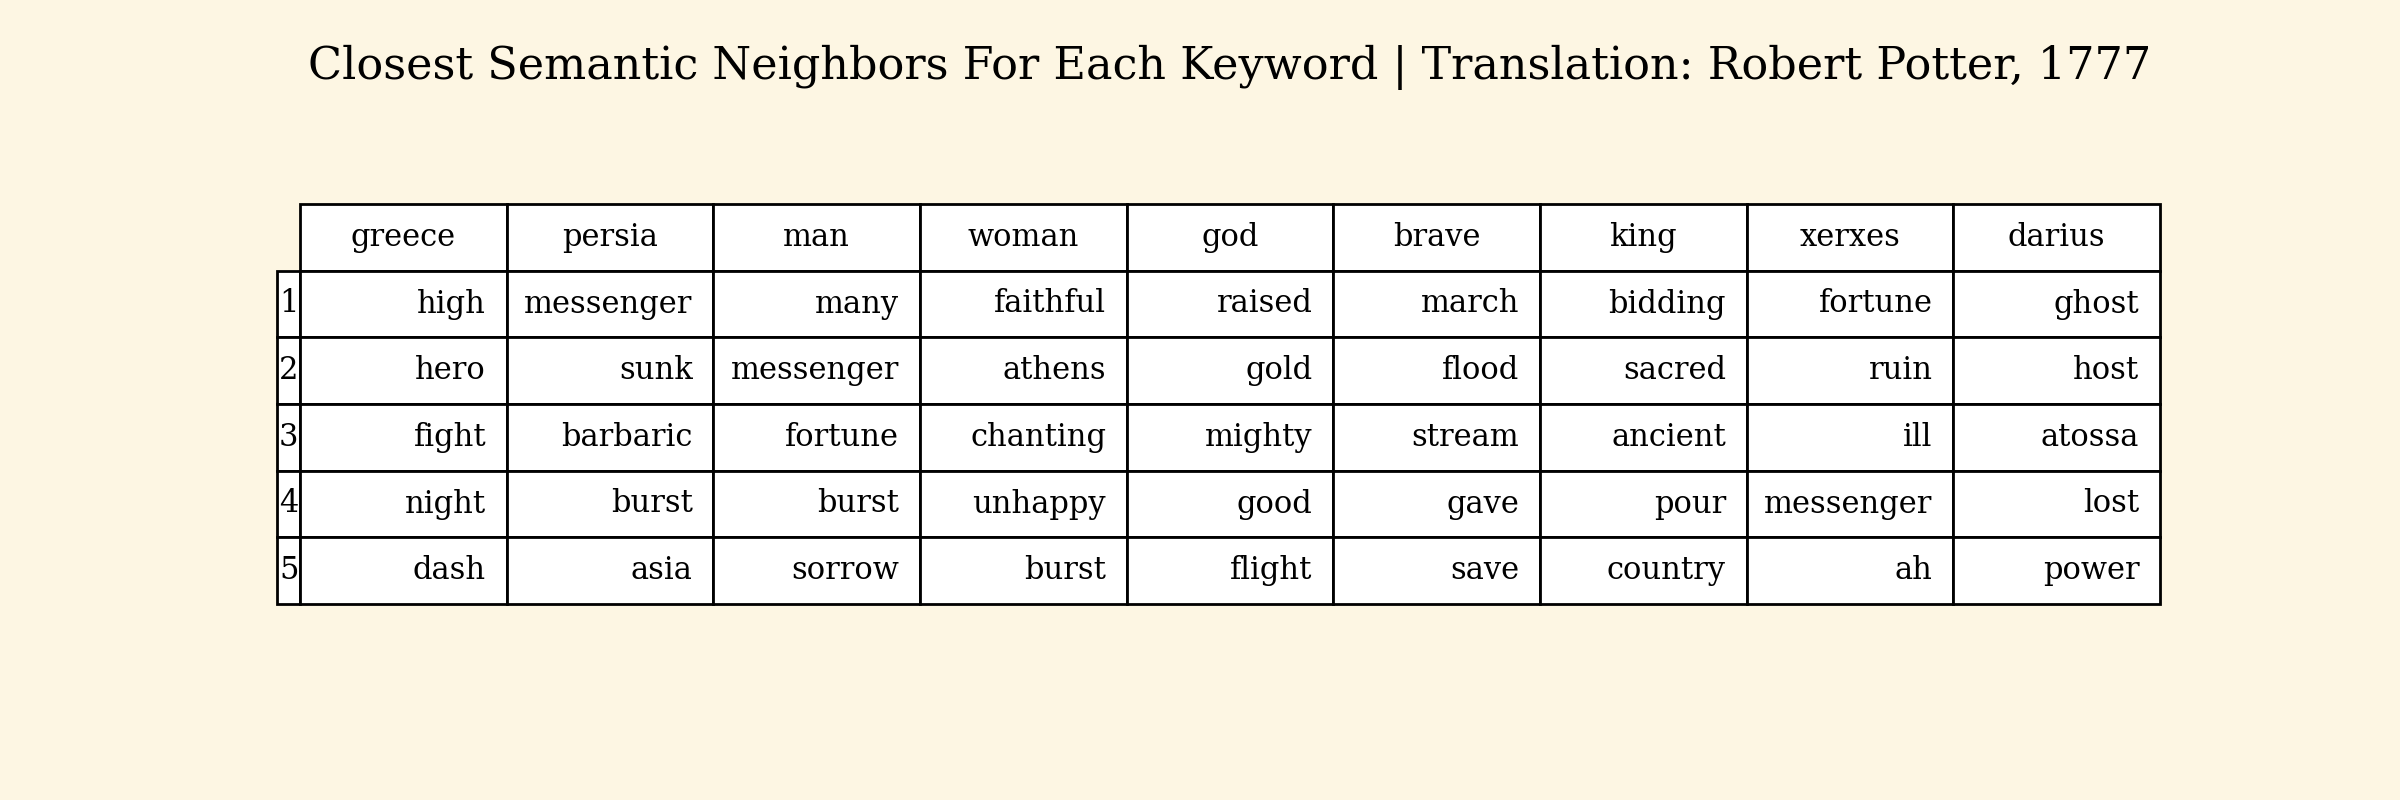 Closest Semantic Neighbors For Each Keyword | Translation: Robert Potter, 1777
greece persia man woman god brave king xerxes darius
1 high messenger many faithful raised march bidding fortune ghost
2 hero sunk messenger athens gold flood sacred ruin host
3 fight barbaric fortune chanting mighty stream ancient ill atossa
4 night burst burst unhappy good gave pour messenger lost
5 dash asia sorrow burst flight save country ah power